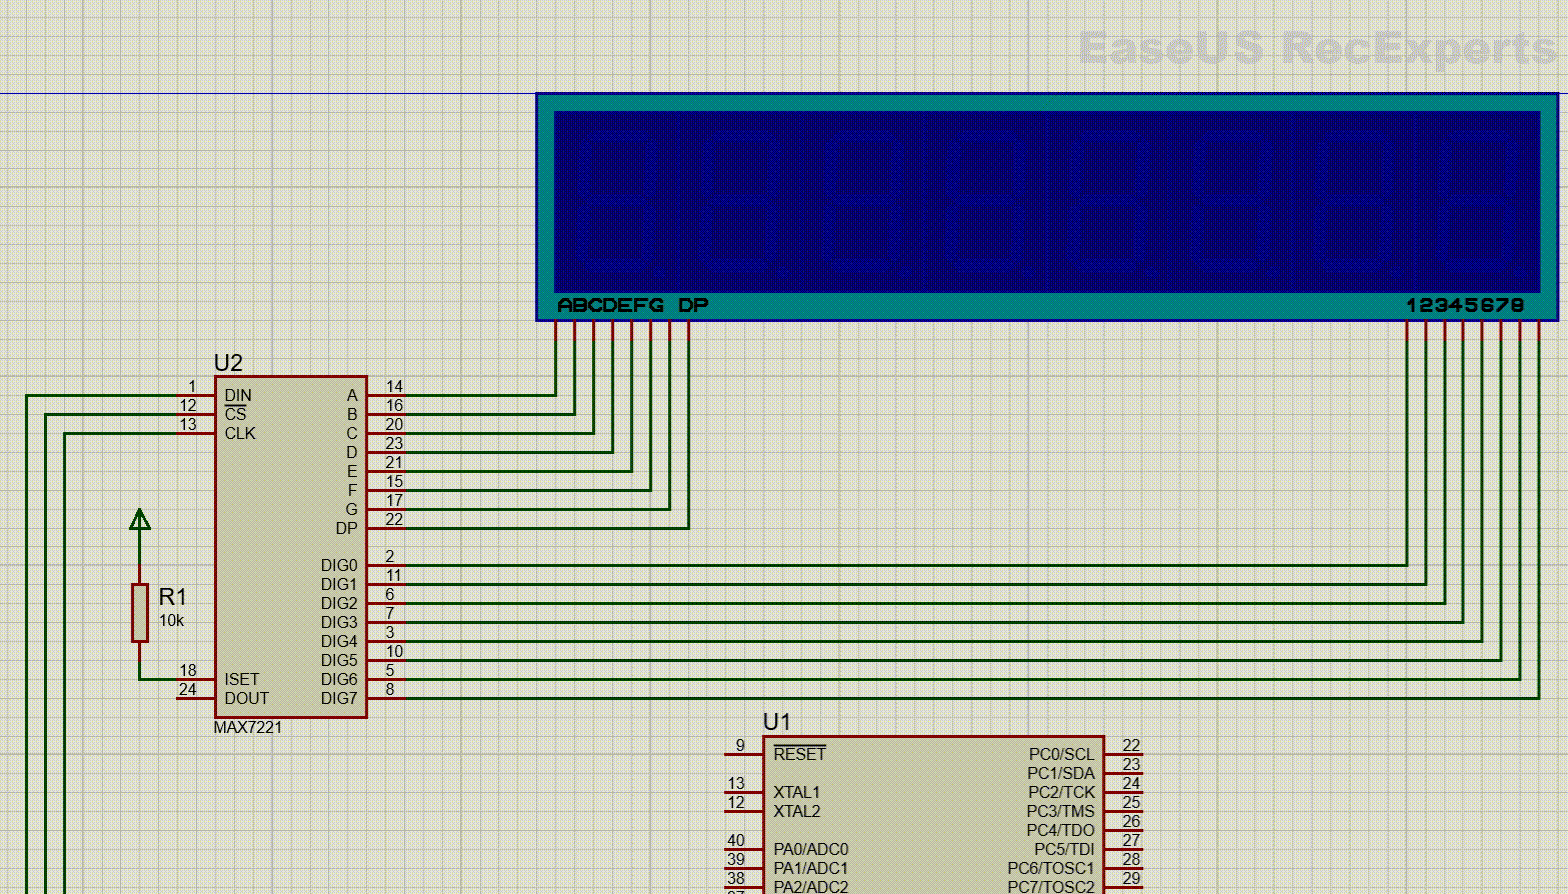 EaseUS RecExperts
ABCDEFG DP
12345678
U2
1 DIN
12 CS
13 CLK
A 14
B 16
C 20
D 23
E 21
F 15
G 17
DP 22
DIG0 2
DIG1 11
DIG2 6
DIG3 7
DIG4 3
DIG5 10
DIG6 5
DIG7 8
R1
10k
18 ISET
24 DOUT
MAX7221
U1
9 RESET
13 XTAL1
12 XTAL2
40 PA0/ADC0
39 PA1/ADC1
38 PA2/ADC2
PC0/SCL 22
PC1/SDA 23
PC2/TCK 24
PC3/TMS 25
PC4/TDO 26
PC5/TDI 27
PC6/TOSC1 28
PC7/TOSC2 29